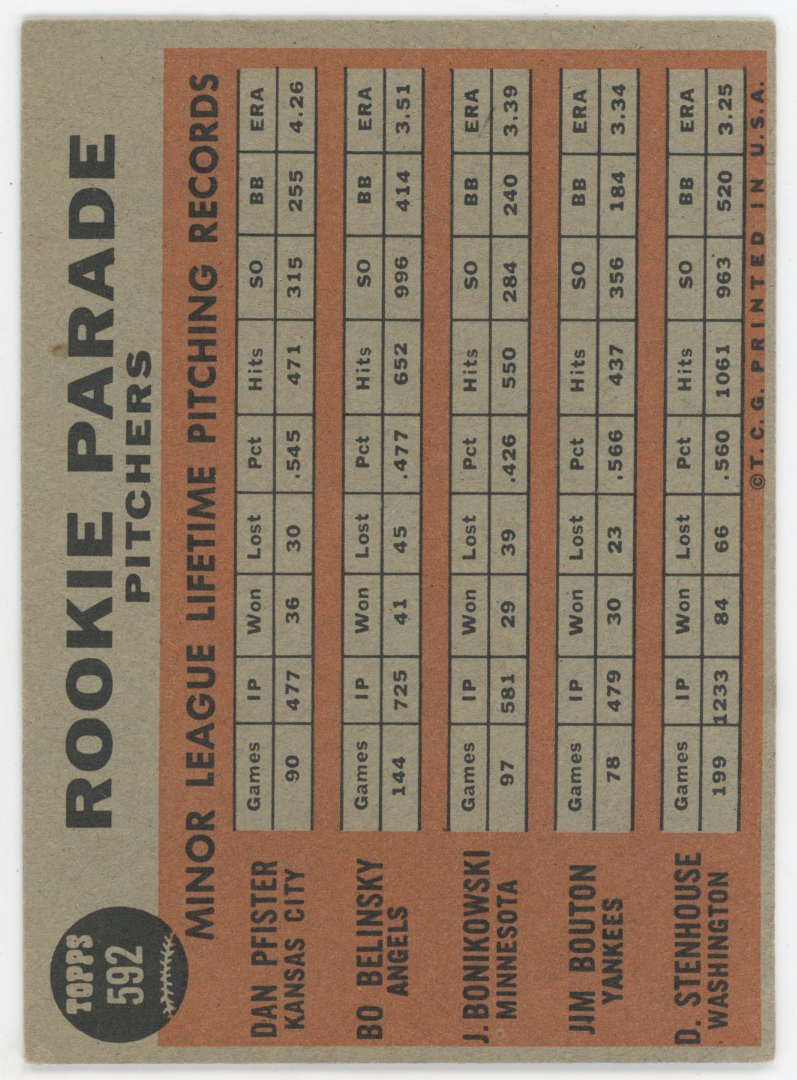 TOPPS
592
ROOKIE PARADE
PITCHERS
MINOR LEAGUE LIFETIME PITCHING RECORDS
DAN PFISTER
KANSAS CITY
Games IP Won Lost Pct Hits SO BB ERA
90 477 36 30 .545 471 315 255 4.26
BO BELINSKY
ANGELS
Games IP Won Lost Pct Hits SO BB ERA
144 725 41 45 .477 652 996 414 3.51
J. BONIKOWSKI
MINNESOTA
Games IP Won Lost Pct Hits SO BB ERA
97 581 29 39 .426 550 284 240 3.39
JIM BOUTON
YANKEES
Games IP Won Lost Pct Hits SO BB ERA
78 479 30 23 .566 437 356 184 3.34
D. STENHOUSE
WASHINGTON
Games IP Won Lost Pct Hits SO BB ERA
199 1233 84 66 .560 1061 963 520 3.25
©T.C.G. PRINTED IN U.S.A.